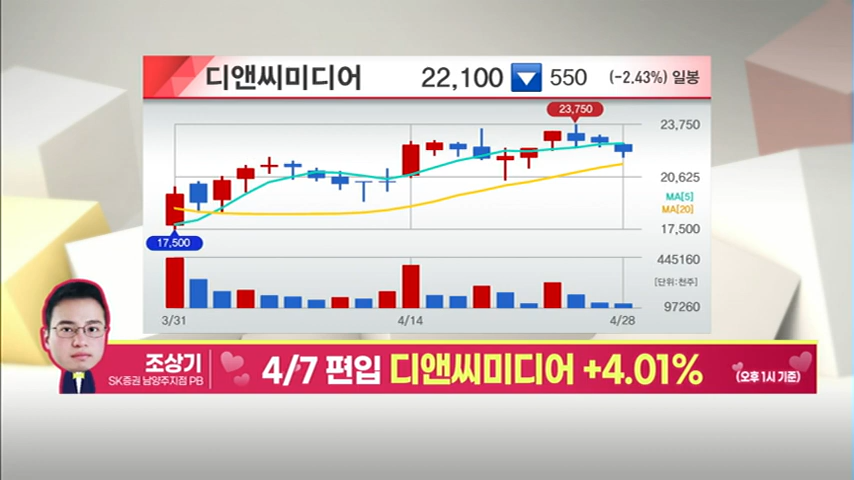 디앤씨미디어 22,100 ▼ 550 (-2.43%) 일봉
23,750
23,750
20,625
MA[5]
MA[20]
17,500
17,500
445160
[단위:천주]
97260
3/31 4/14 4/28
조상기
SK증권 남양주지점 PB
4/7 편입 디앤씨미디어 +4.01%
(오후 1시 기준)